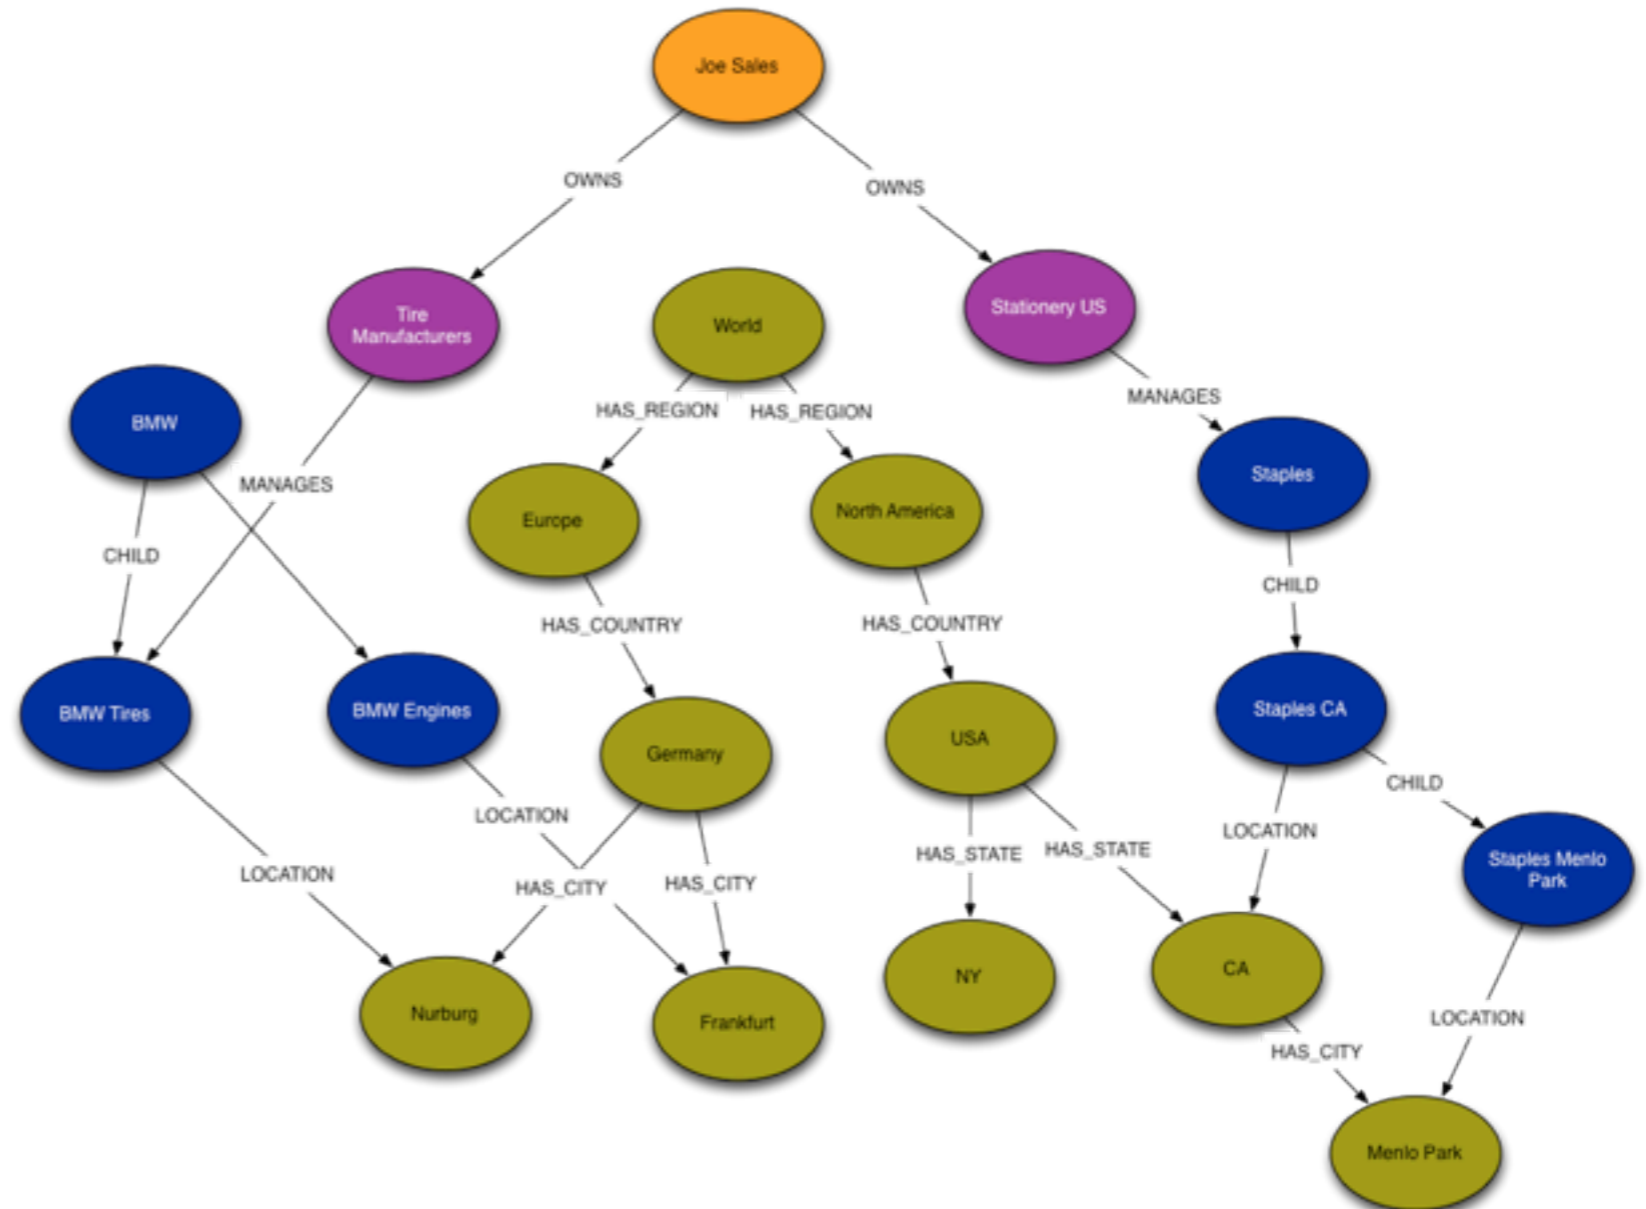 Joe Sales
OWNS
OWNS
Tire
Manufacturers
World
Stationery US
HAS_REGION
HAS_REGION
MANAGES
BMW
MANAGES
Staples
Europe
North America
CHILD
CHILD
HAS_COUNTRY
HAS_COUNTRY
BMW Tires
BMW Engines
Germany
USA
Staples CA
CHILD
LOCATION
LOCATION
HAS_STATE
HAS_STATE
Staples Menlo
Park
LOCATION
HAS_CITY
HAS_CITY
NY
CA
Nurburg
Frankfurt
LOCATION
HAS_CITY
Menlo Park